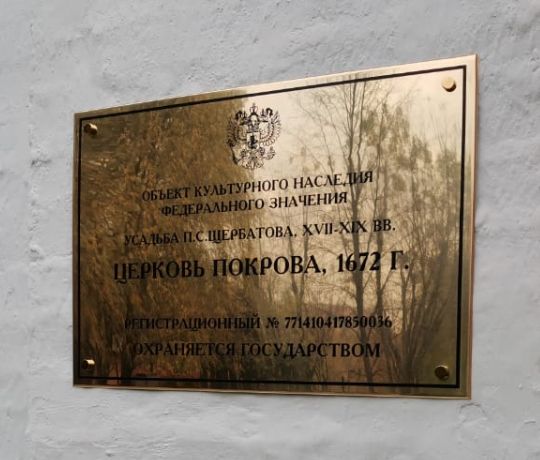 ОБЪЕКТ КУЛЬТУРНОГО НАСЛЕДИЯ
ФЕДЕРАЛЬНОГО ЗНАЧЕНИЯ
УСАДЬБА П.С.ЩЕРБАТОВА, XVII-XIX ВВ.
ЦЕРКОВЬ ПОКРОВА, 1672 Г.
РЕГИСТРАЦИОННЫЙ № 771410417850036
ОХРАНЯЕТСЯ ГОСУДАРСТВОМ